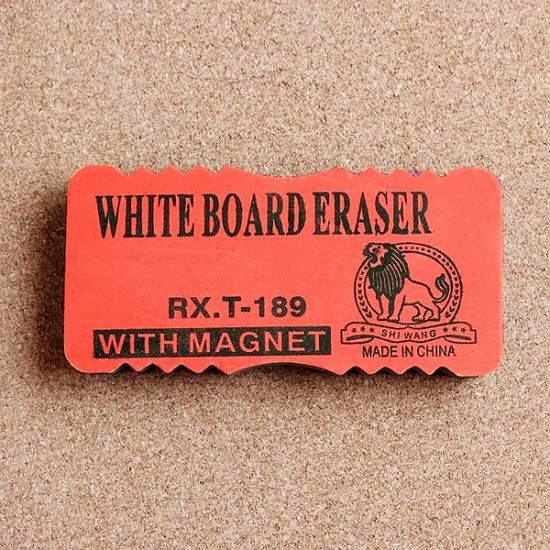 WHITE BOARD ERASER
RX.T-189
WITH MAGNET
SHI WANG
MADE IN CHINA